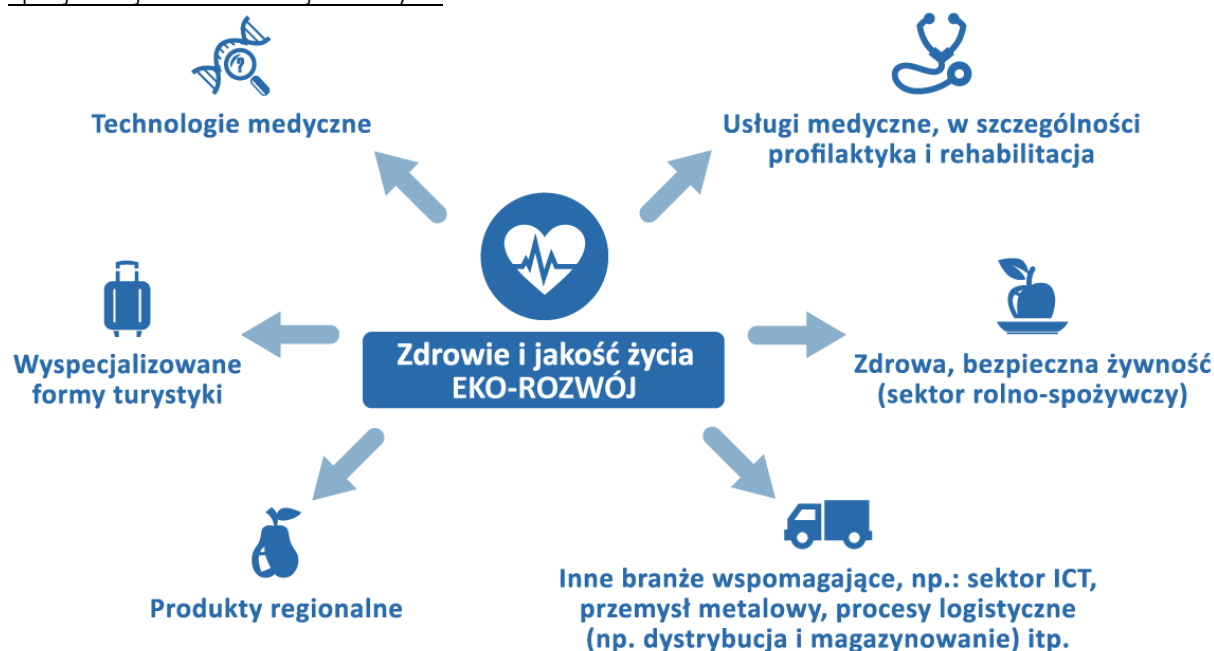 Technologie medyczne
Usługi medyczne, w szczególności
profilaktyka i rehabilitacja
Wyspecjalizowane
formy turystyki
Zdrowie i jakość życia
EKO-ROZWÓJ
Zdrowa, bezpieczna żywność
(sektor rolno-spożywczy)
Produkty regionalne
Inne branże wspomagające, np.: sektor ICT,
przemysł metalowy, procesy logistyczne
(np. dystrybucja i magazynowanie) itp.